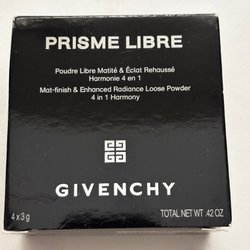 PRISME LIBRE
Poudre Libre Matité & Éclat Rehaussé
Harmonie 4 en 1
Mat-finish & Enhanced Radiance Loose Powder
4 in 1 Harmony
GIVENCHY
4 x 3 g
TOTAL NET WT .42 OZ